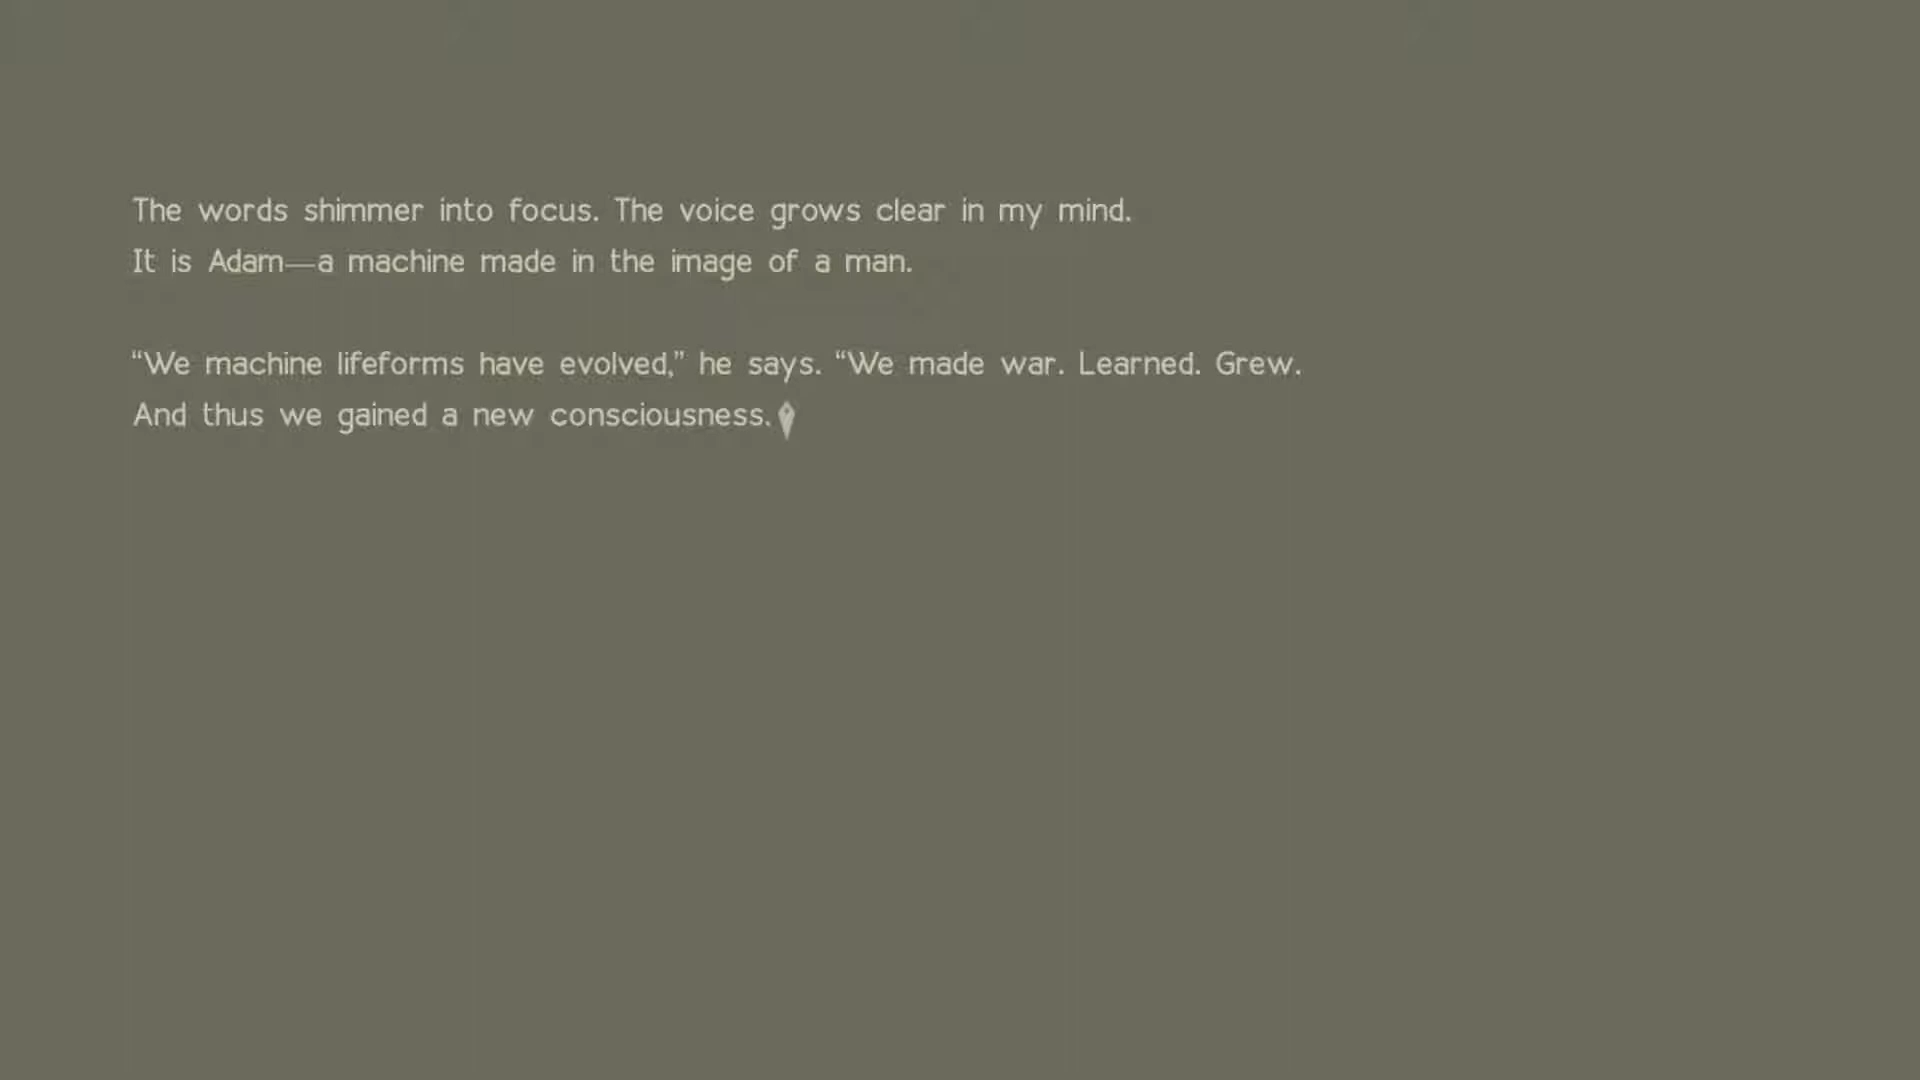 The words shimmer into focus. The voice grows clear in my mind.
It is Adam—a machine made in the image of a man.
“We machine lifeforms have evolved,” he says. “We made war. Learned. Grew.
And thus we gained a new consciousness.